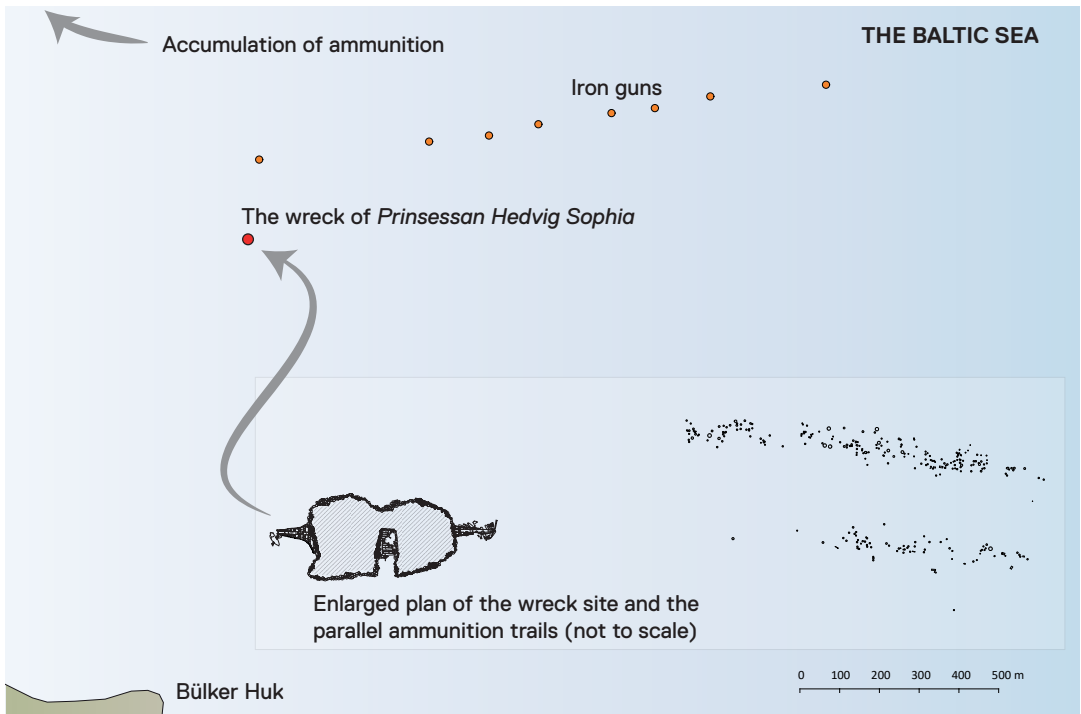 Accumulation of ammunition
THE BALTIC SEA
Iron guns
The wreck of Prinsessan Hedvig Sophia
Enlarged plan of the wreck site and the
parallel ammunition trails (not to scale)
0 100 200 300 400 500 m
Bülker Huk